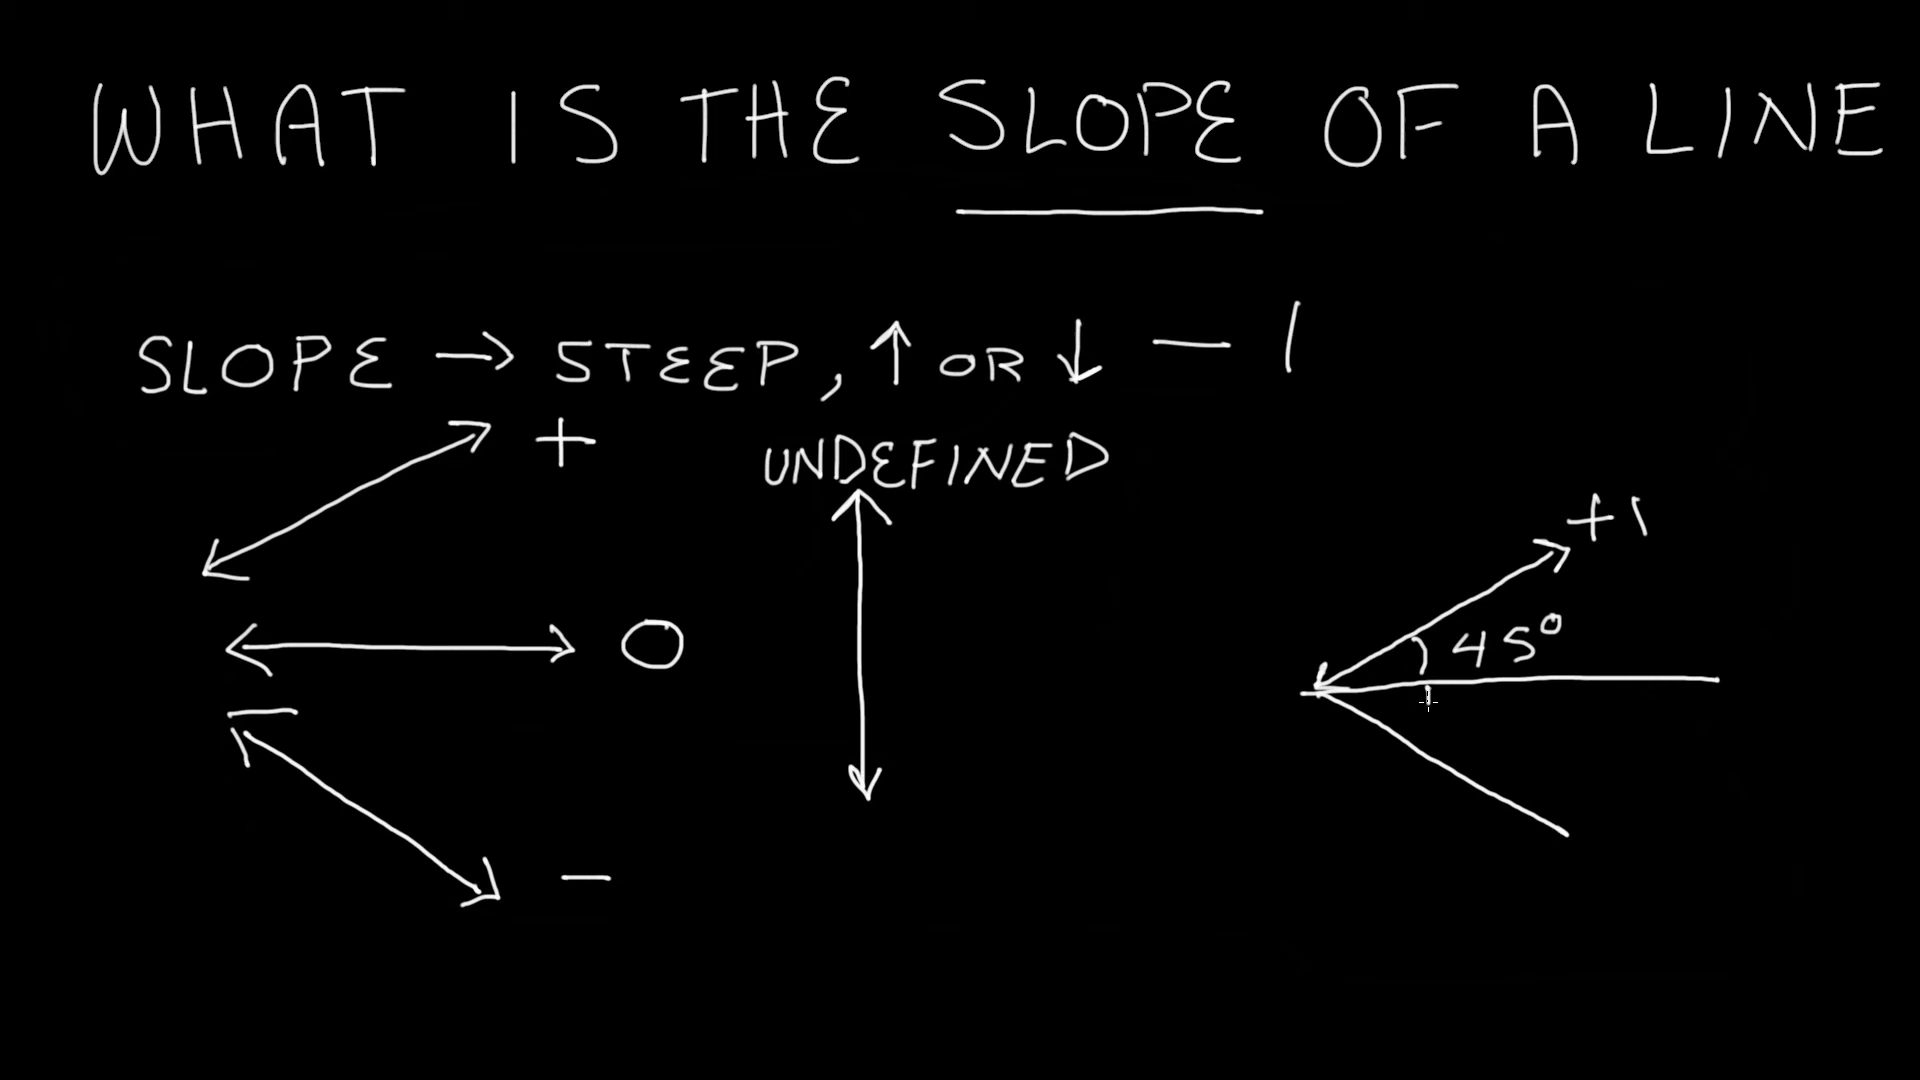 WHAT IS THE SLOPE OF A LINE
SLOPE → STEEP, ↑ OR ↓ — |
+
UNDEFINED
+1
45°
0
-